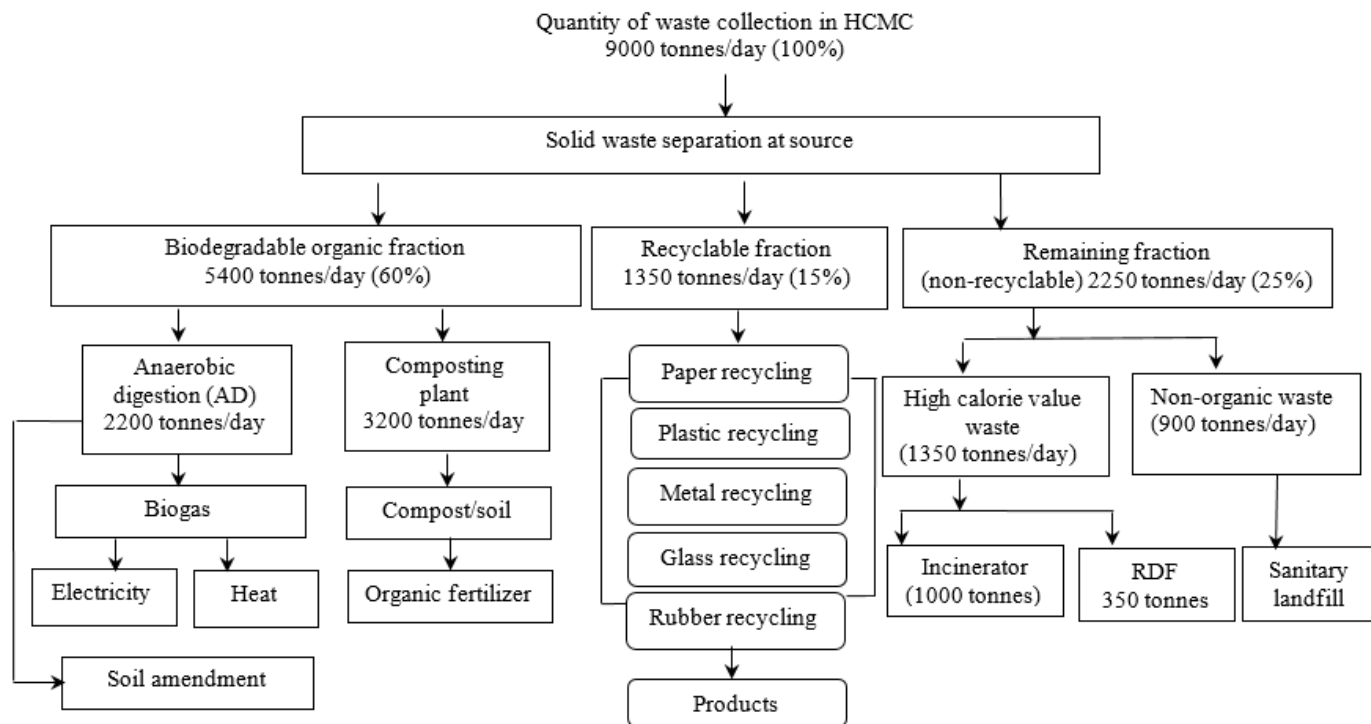 Quantity of waste collection in HCMC
9000 tonnes/day (100%)
Solid waste separation at source
Biodegradable organic fraction
5400 tonnes/day (60%)
Recyclable fraction
1350 tonnes/day (15%)
Remaining fraction
(non-recyclable) 2250 tonnes/day (25%)
Anaerobic
digestion (AD)
2200 tonnes/day
Composting
plant
3200 tonnes/day
Paper recycling
Plastic recycling
Metal recycling
Glass recycling
Rubber recycling
Products
High calorie value
waste
(1350 tonnes/day)
Non-organic waste
(900 tonnes/day)
Biogas
Compost/soil
Electricity
Heat
Organic fertilizer
Incinerator
(1000 tonnes)
RDF
350 tonnes
Sanitary
landfill
Soil amendment